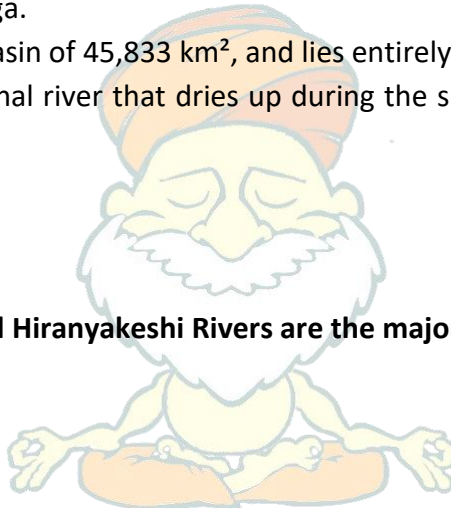 ga.
asin of 45,833 km², and lies entirely
nal river that dries up during the s
d Hiranyakeshi Rivers are the majo